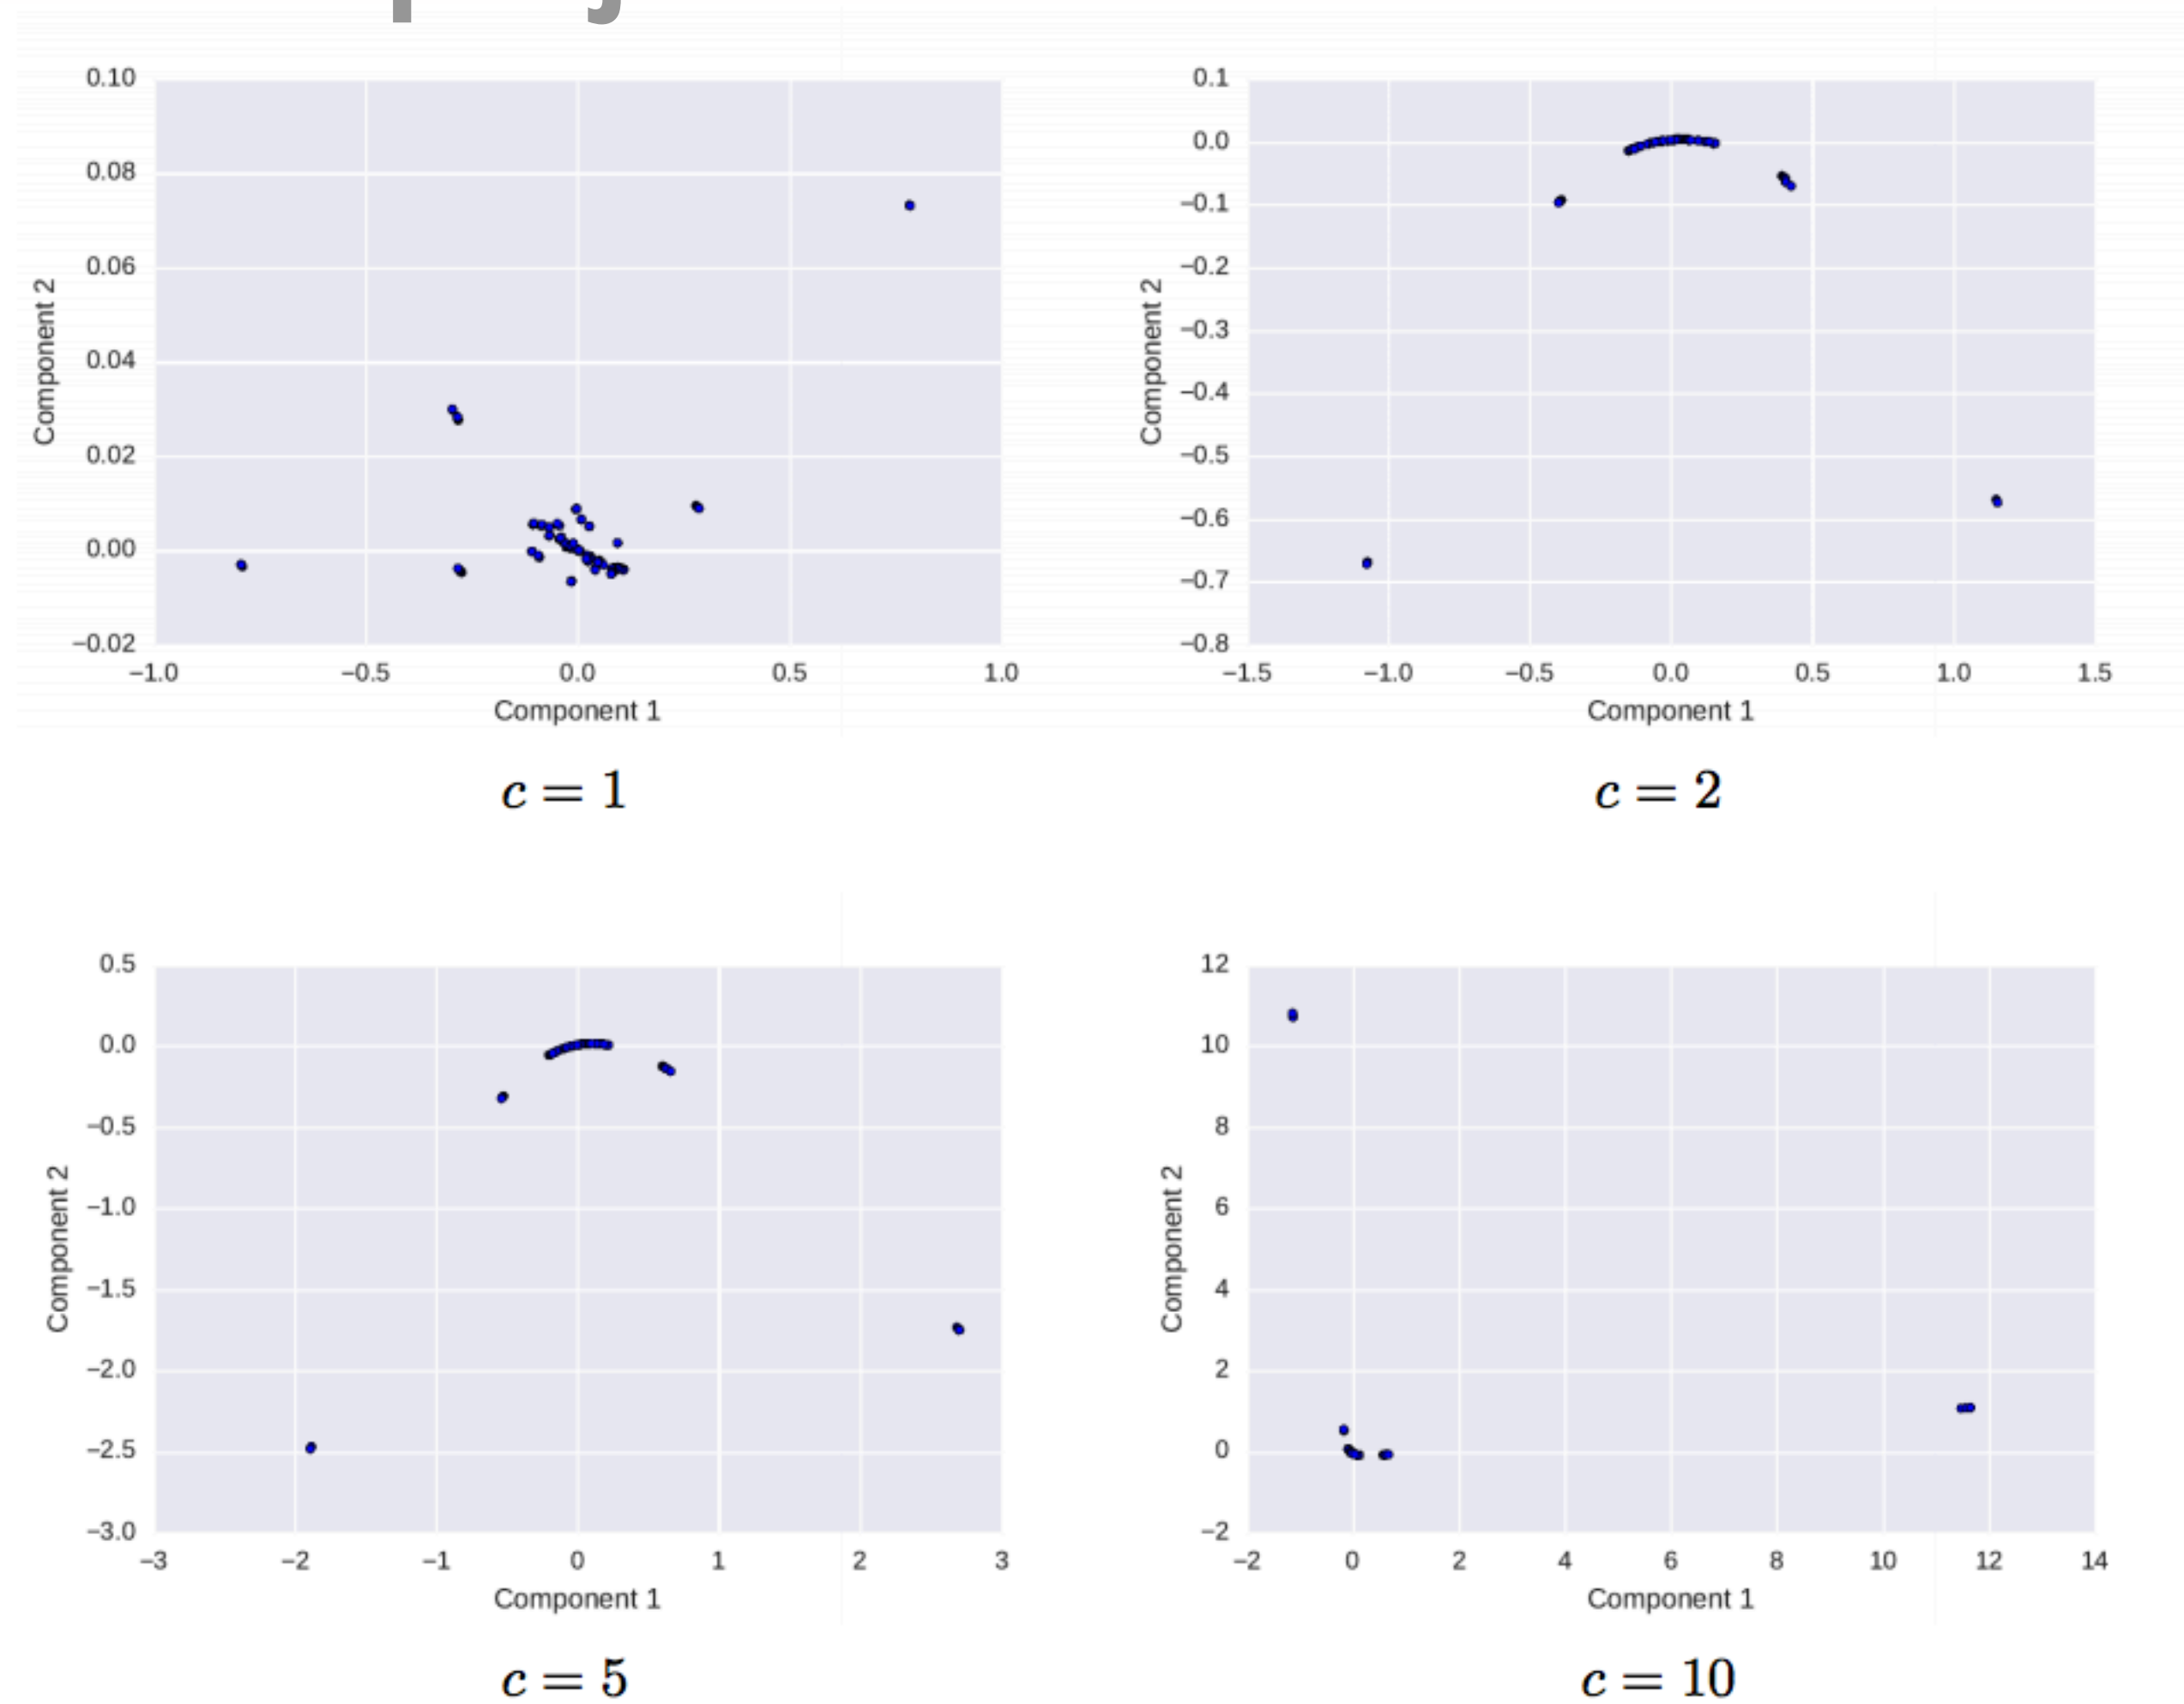 0.10
0.08
0.06
0.04
0.02
0.00
−0.02
−1.0 −0.5 0.0 0.5 1.0
Component 2
Component 1
c = 1
0.1
0.0
−0.1
−0.2
−0.3
−0.4
−0.5
−0.6
−0.7
−0.8
−1.5 −1.0 −0.5 0.0 0.5 1.0 1.5
Component 2
Component 1
c = 2
0.5
0.0
−0.5
−1.0
−1.5
−2.0
−2.5
−3.0
−3 −2 −1 0 1 2 3
Component 2
Component 1
c = 5
12
10
8
6
4
2
0
−2
−2 0 2 4 6 8 10 12 14
Component 2
Component 1
c = 10